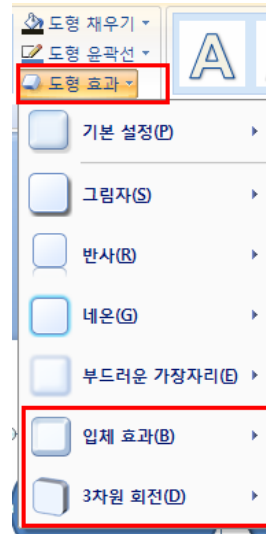 도형 채우기
도형 윤곽선
도형 효과
기본 설정(P)
그림자(S)
반사(R)
네온(G)
부드러운 가장자리(E)
입체 효과(B)
3차원 회전(D)
A